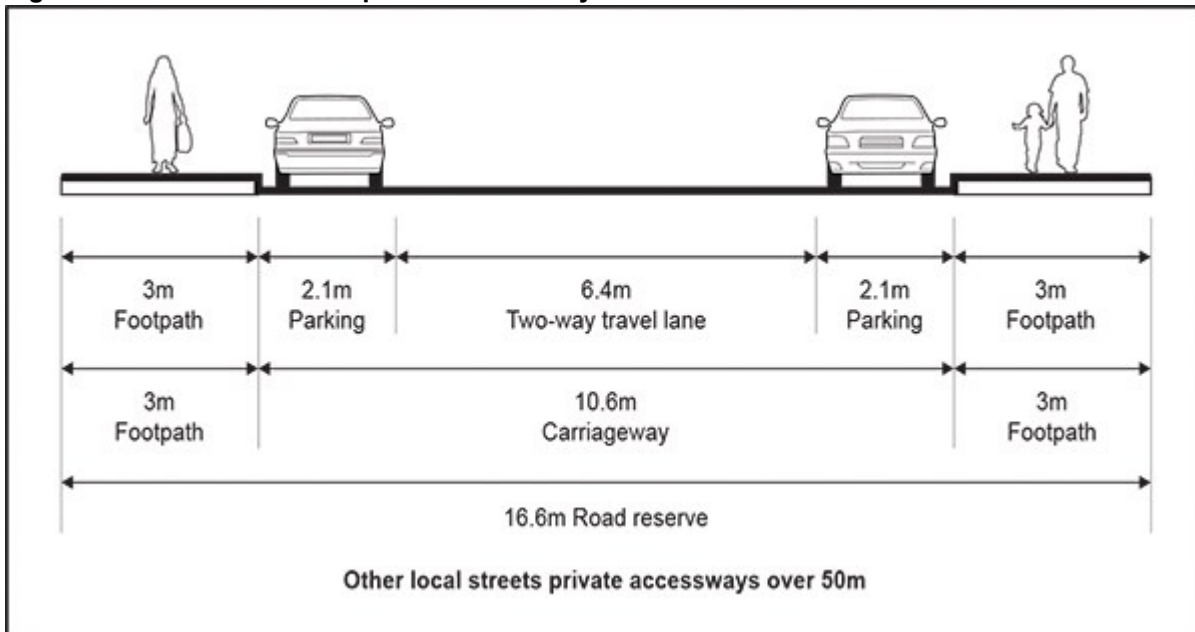 3m
Footpath
2.1m
Parking
6.4m
Two-way travel lane
2.1m
Parking
3m
Footpath
3m
Footpath
10.6m
Carriageway
3m
Footpath
16.6m Road reserve
Other local streets private accessways over 50m